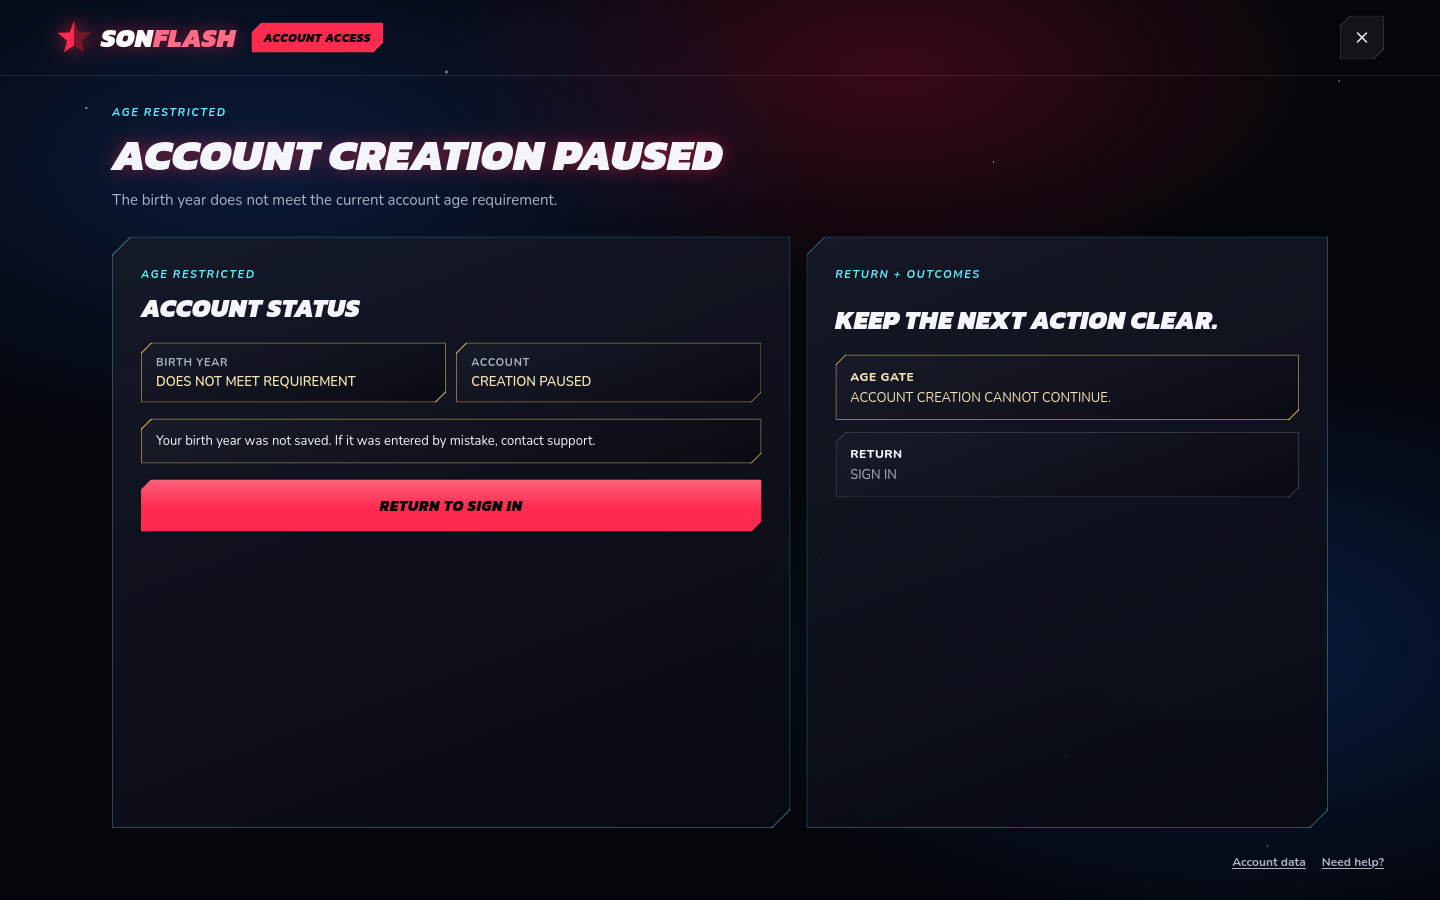 SONFLASH
ACCOUNT ACCESS
AGE RESTRICTED
ACCOUNT CREATION PAUSED
The birth year does not meet the current account age requirement.
AGE RESTRICTED
ACCOUNT STATUS
BIRTH YEAR
DOES NOT MEET REQUIREMENT
ACCOUNT
CREATION PAUSED
Your birth year was not saved. If it was entered by mistake, contact support.
RETURN TO SIGN IN
RETURN + OUTCOMES
KEEP THE NEXT ACTION CLEAR.
AGE GATE
ACCOUNT CREATION CANNOT CONTINUE.
RETURN
SIGN IN
Account data
Need help?